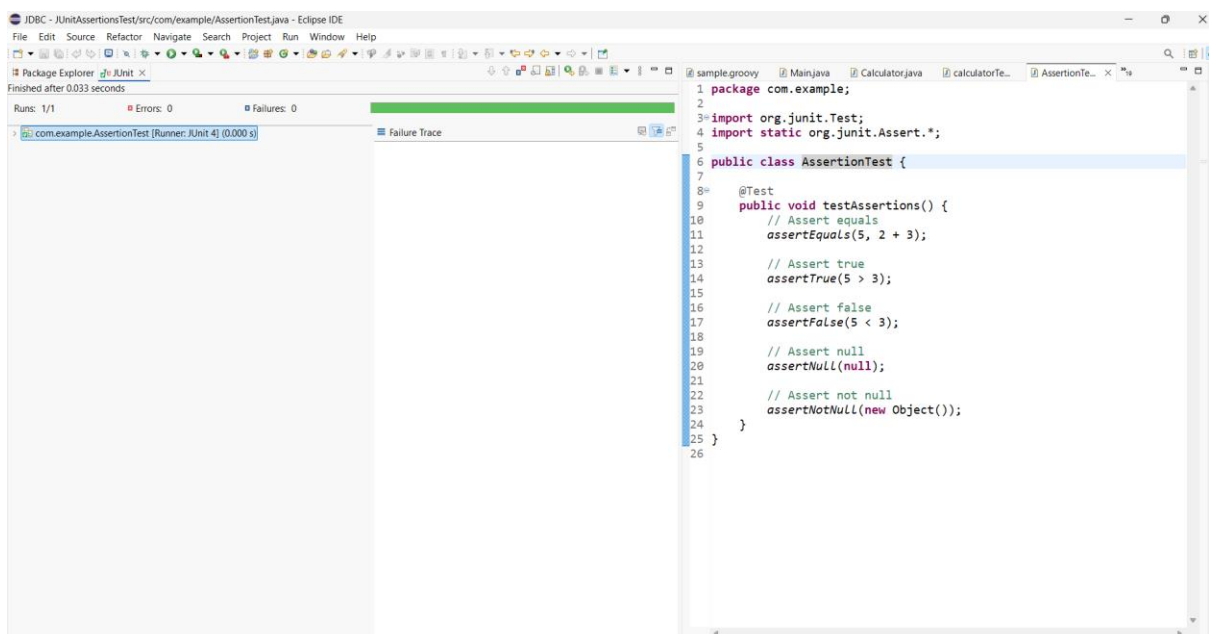 JDBC - JUnitAssertionsTest/src/com/example/AssertionTest.java - Eclipse IDE
File Edit Source Refactor Navigate Search Project Run Window Help
Package Explorer JUnit
Finished after 0.033 seconds
Runs: 1/1 Errors: 0 Failures: 0
com.example.AssertionTest [Runner: JUnit 4] (0.000 s)
Failure Trace
sample.groovy Main.java Calculator.java calculatorTe... AssertionTe...
1 package com.example;
2
3 import org.junit.Test;
4 import static org.junit.Assert.*;
5
6 public class AssertionTest {
7
8 @Test
9 public void testAssertions() {
10 // Assert equals
11 assertEquals(5, 2 + 3);
12
13 // Assert true
14 assertTrue(5 > 3);
15
16 // Assert false
17 assertFalse(5 < 3);
18
19 // Assert null
20 assertNull(null);
21
22 // Assert not null
23 assertNotNull(new Object());
24 }
25 }
26